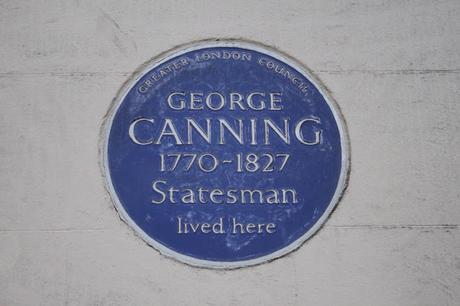 GREATER LONDON COUNCIL
GEORGE
CANNING
1770-1827
Statesman
lived here